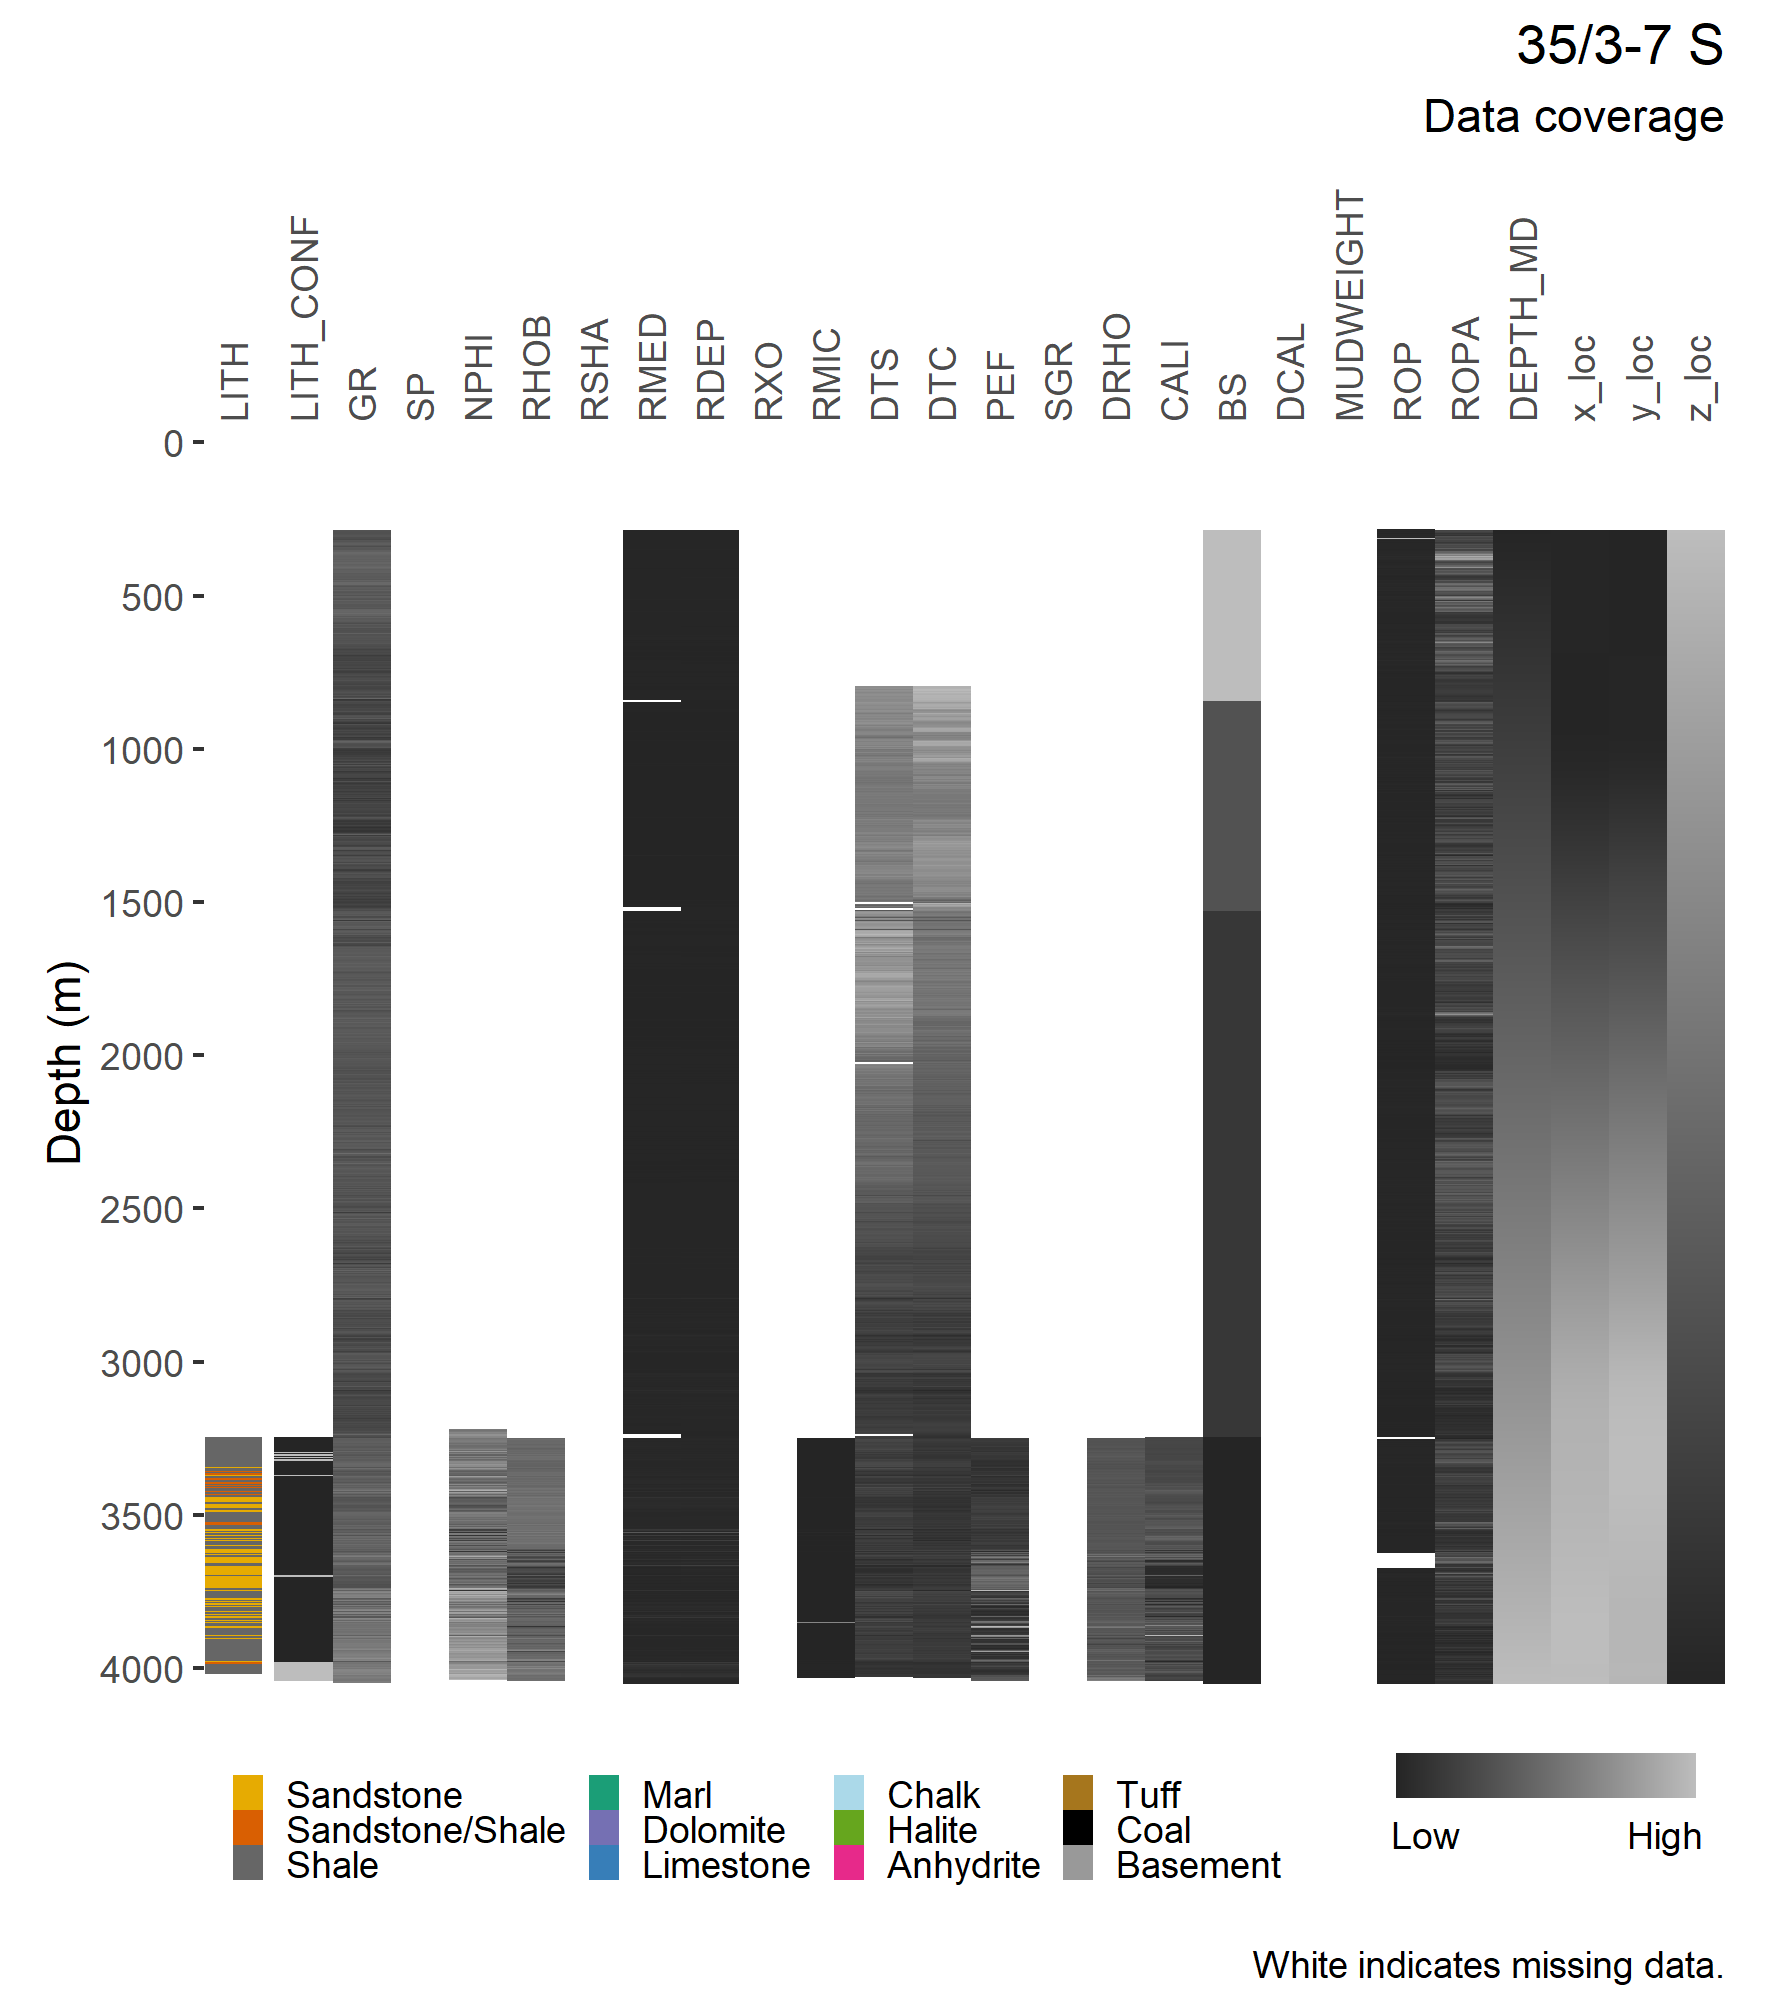 35/3-7 S
Data coverage
LITH
LITH_CONF
GR
SP
NPHI
RHOB
RSHA
RMED
RDEP
RXO
RMIC
DTS
DTC
PEF
SGR
DRHO
CALI
BS
DCAL
MUDWEIGHT
ROP
ROPA
DEPTH_MD
x_loc
y_loc
z_loc
0
500
1000
1500
2000
2500
3000
3500
4000
Depth (m)
Sandstone
Sandstone/Shale
Shale
Marl
Dolomite
Limestone
Chalk
Halite
Anhydrite
Tuff
Coal
Basement
Low High
White indicates missing data.